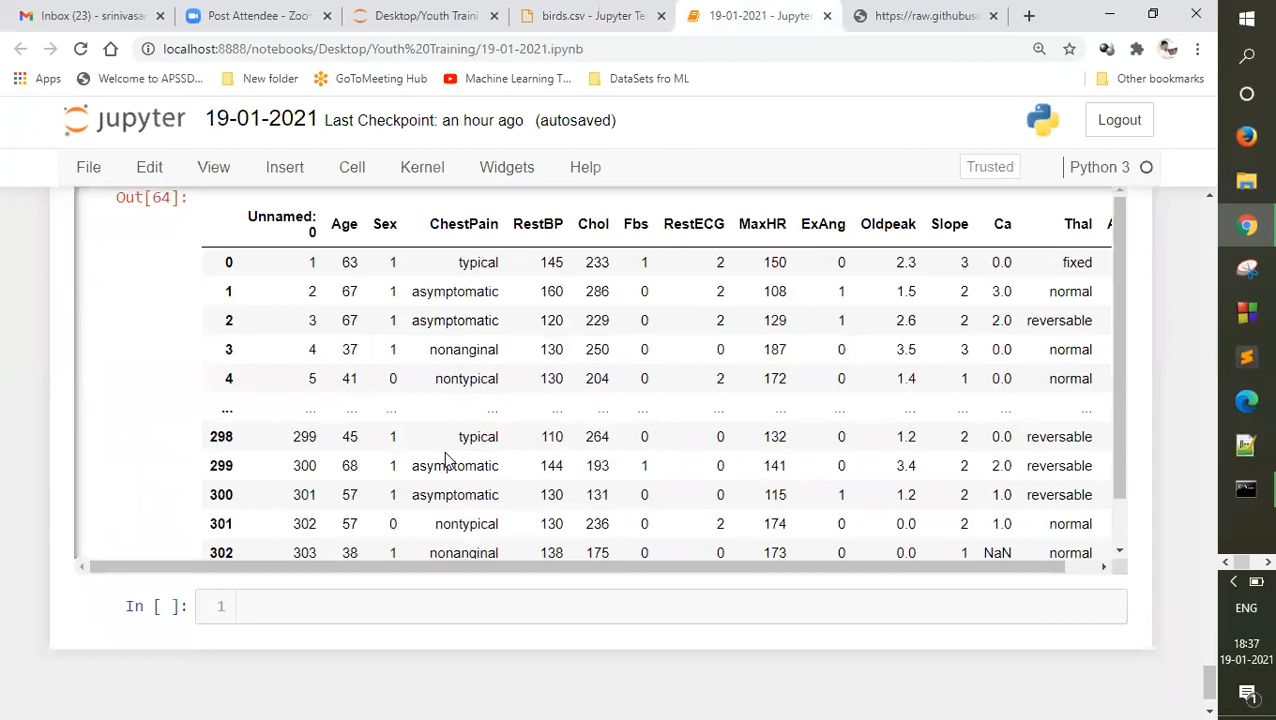 Inbox (23) - srinivasar
Post Attendee - Zoo
Desktop/Youth Traini
birds.csv - Jupyter Te
19-01-2021 - Jupyter
https://raw.githubus
localhost:8888/notebooks/Desktop/Youth%20Training/19-01-2021.ipynb
Apps Welcome to APSSD... New folder GoToMeeting Hub Machine Learning T... DataSets fro ML Other bookmarks
jupyter 19-01-2021 Last Checkpoint: an hour ago (autosaved) Logout
File Edit View Insert Cell Kernel Widgets Help Trusted Python 3
Out[64]:
Unnamed: 0 Age Sex ChestPain RestBP Chol Fbs RestECG MaxHR ExAng Oldpeak Slope Ca Thal
0 1 63 1 typical 145 233 1 2 150 0 2.3 3 0.0 fixed
1 2 67 1 asymptomatic 160 286 0 2 108 1 1.5 2 3.0 normal
2 3 67 1 asymptomatic 120 229 0 2 129 1 2.6 2 2.0 reversable
3 4 37 1 nonanginal 130 250 0 0 187 0 3.5 3 0.0 normal
4 5 41 0 nontypical 130 204 0 2 172 0 1.4 1 0.0 normal
... ... ... ... ... ... ... ... ... ... ... ... ... ... ...
298 299 45 1 typical 110 264 0 0 132 0 1.2 2 0.0 reversable
299 300 68 1 asymptomatic 144 193 1 0 141 0 3.4 2 2.0 reversable
300 301 57 1 asymptomatic 130 131 0 0 115 1 1.2 2 1.0 reversable
301 302 57 0 nontypical 130 236 0 2 174 0 0.0 2 1.0 normal
302 303 38 1 nonanginal 138 175 0 0 173 0 0.0 1 NaN normal
In [ ]: 1
ENG
18:37
19-01-2021
1